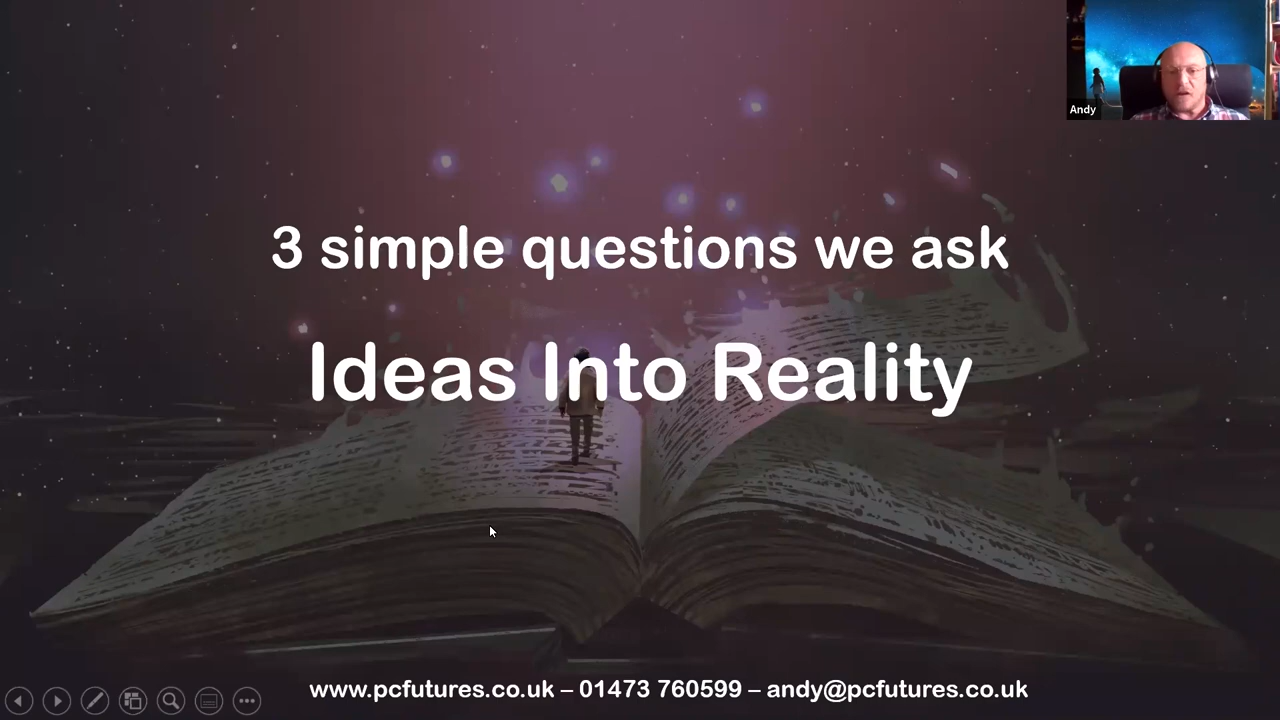 Andy
3 simple questions we ask
Ideas Into Reality
www.pcfutures.co.uk – 01473 760599 – andy@pcfutures.co.uk